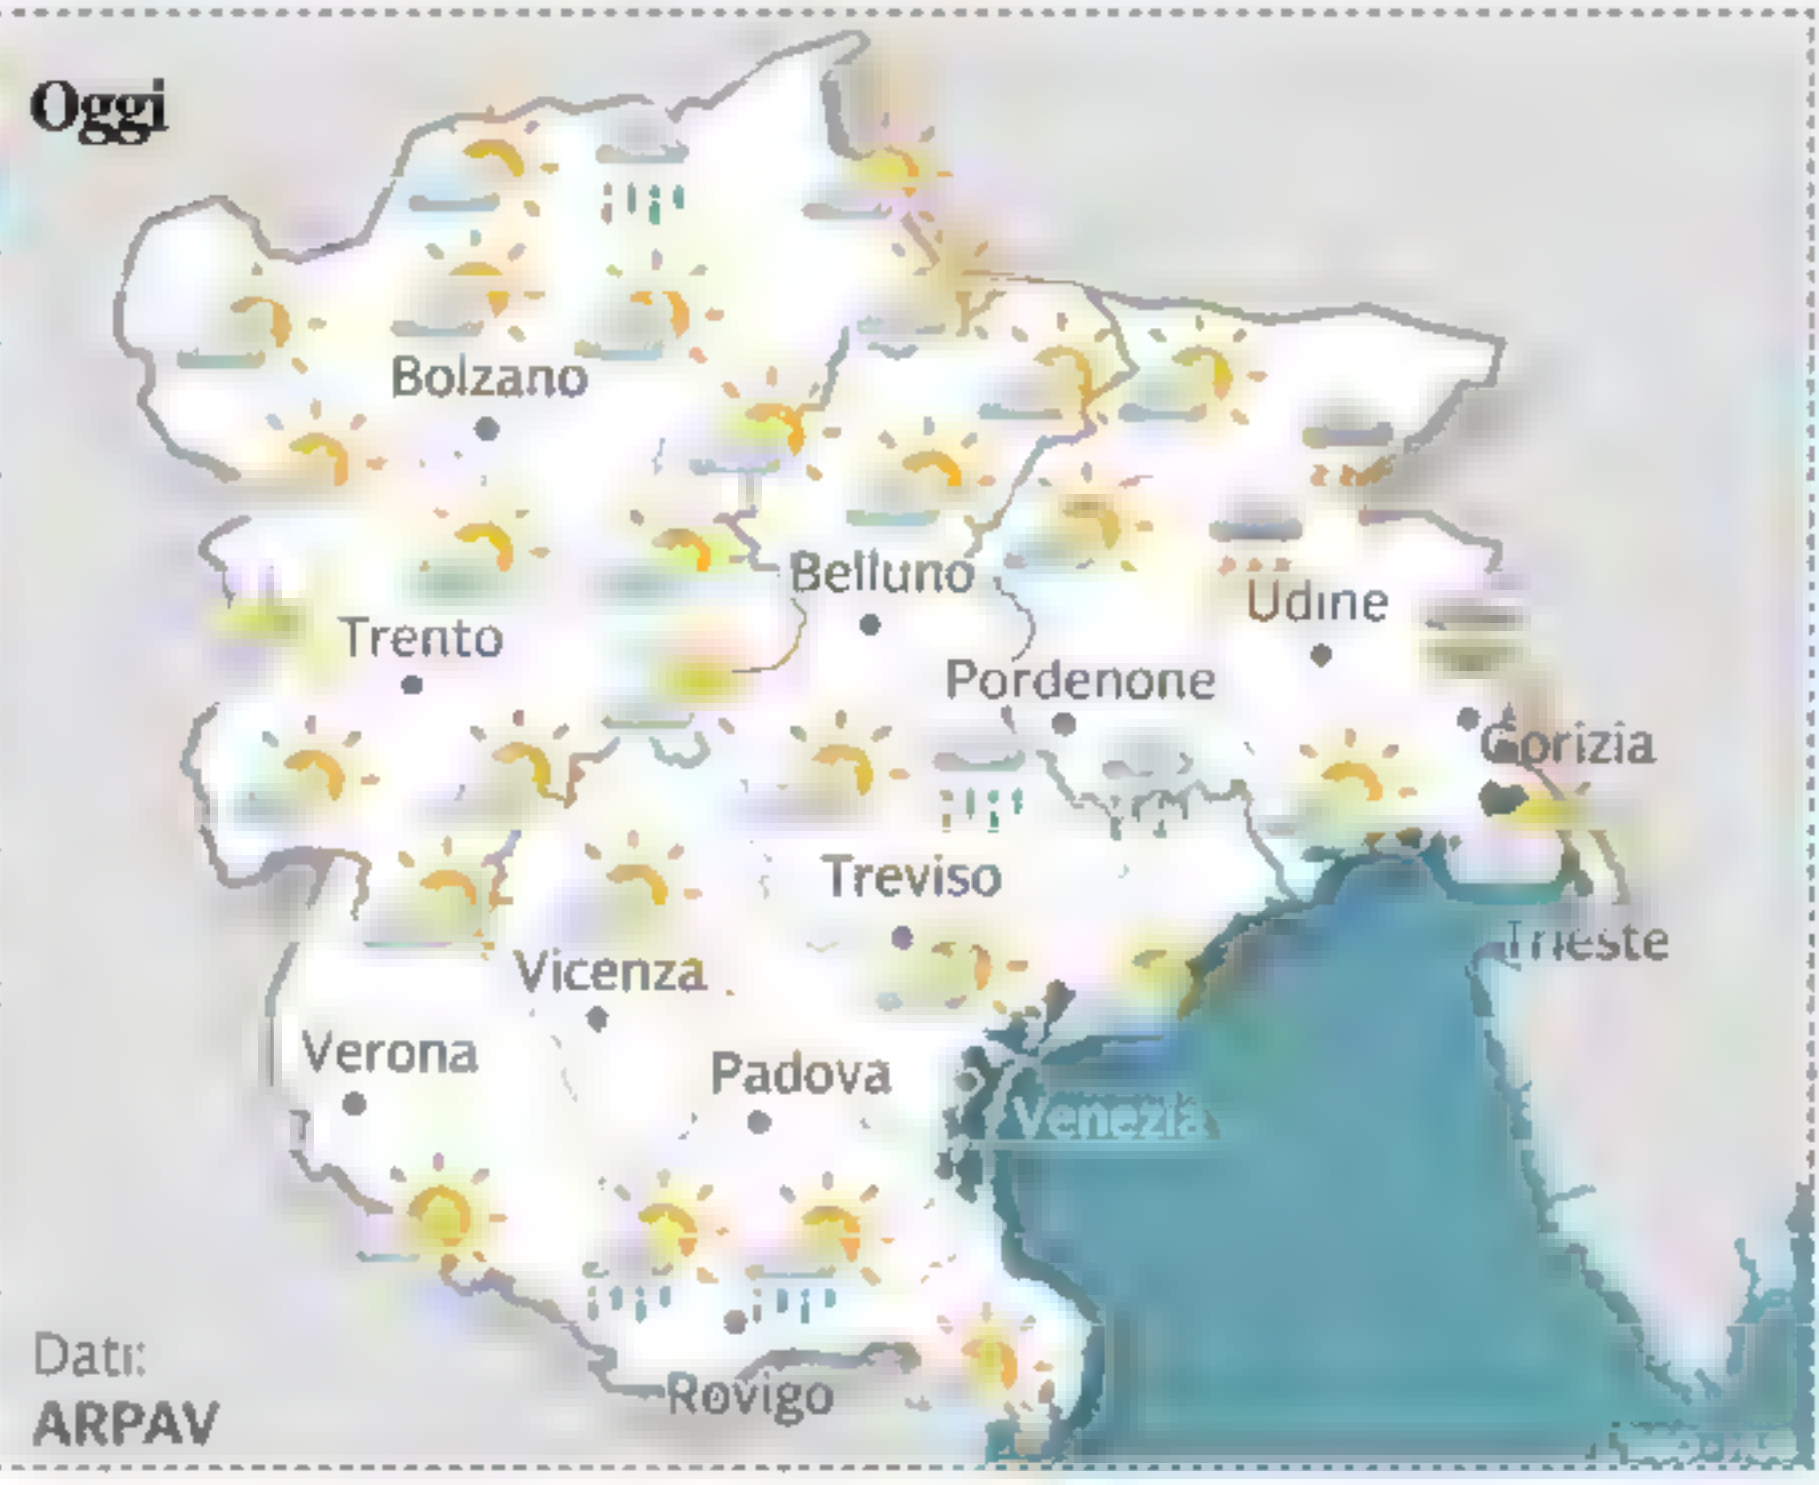 Oggi
Bolzano
Belluno
Udine
Trento
Pordenone
Gorizia
Treviso
Trieste
Vicenza
Verona
Padova
Venezia
Dati:
ARPAV
Rovigo